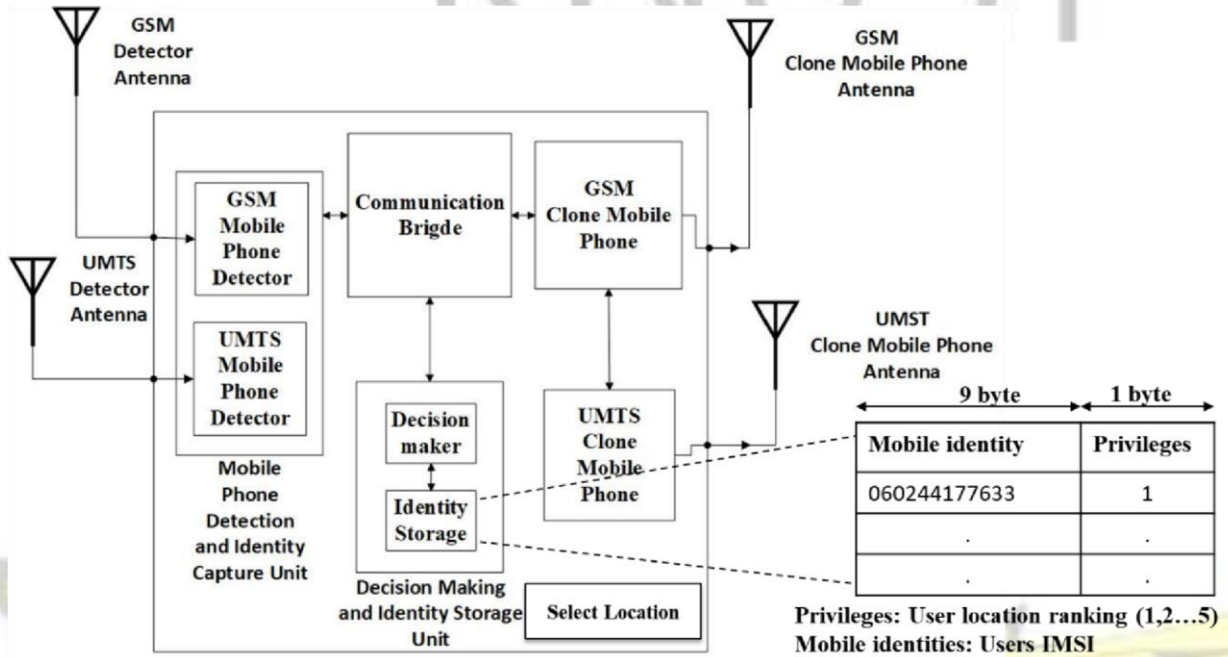 GSM
Detector
Antenna
GSM
Clone Mobile Phone
Antenna
GSM
Mobile
Phone
Detector
Communication
Brigde
GSM
Clone Mobile
Phone
UMTS
Detector
Antenna
UMTS
Mobile
Phone
Detector
UMST
Clone Mobile Phone
Antenna
Decision
maker
Identity
Storage
UMTS
Clone
Mobile
Phone
Mobile
Phone
Detection
and Identity
Capture Unit
Decision Making
and Identity Storage
Unit
Select Location
9 byte 1 byte
Mobile identity Privileges
060244177633 1
. .
. .
Privileges: User location ranking (1,2...5)
Mobile identities: Users IMSI